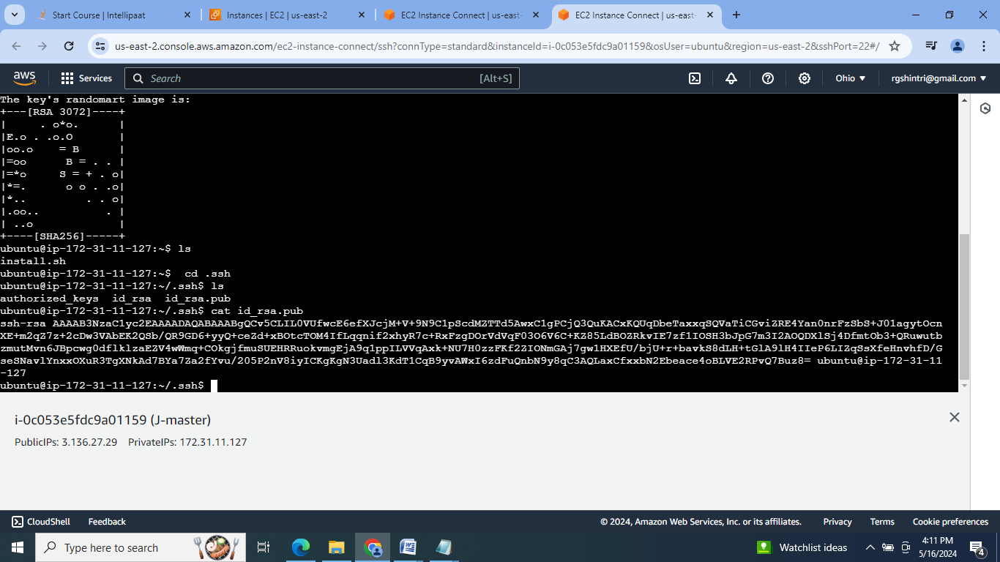 Start Course | Intellipaat
Instances | EC2 | us-east-2
EC2 Instance Connect | us-east-
EC2 Instance Connect | us-east-
us-east-2.console.aws.amazon.com/ec2-instance-connect/ssh?connType=standard&instanceId=i-0c053e5fdc9a01159&osUser=ubuntu&region=us-east-2&sshPort=22#/
aws
Services
Search
[Alt+S]
Ohio
rgshintri@gmail.com
The key's randomart image is:
+---[RSA 3072]----+
|     . o*o.      |
|E.o . .o.O       |
|oo.o    = B      |
|=oo      B = . . |
|=*o     S = + . o|
|*=.      o o . .o|
|*..         . . o|
|.oo..          . |
| ..o             |
+----[SHA256]-----+
ubuntu@ip-172-31-11-127:~$ ls
install.sh
ubuntu@ip-172-31-11-127:~$  cd .ssh
ubuntu@ip-172-31-11-127:~/.ssh$ ls
authorized_keys  id_rsa  id_rsa.pub
ubuntu@ip-172-31-11-127:~/.ssh$ cat id_rsa.pub
ssh-rsa AAAAB3NzaC1yc2EAAAADAQABAAABgQCv5CLIL0VUfwcE6efXJcjM+V+9N9C1pScdMZTTd5AwxC1gPCjQ3QuKACxKQUqDbeTaxxqSQVaTiCGviZRE4Yan0nrFzSbS+J01agytOcn
XE+m2qZ7z+2cDw3VAbEK2QSb/QR9GD6+yyQ+ceZd+xBOtcTOM4IfLqqnif2xhyR7c+RxFzgDOrVdVqF03O6V6C+KZ85LdBOZRkvIE7zf1IOSH3bJpG7m3I2AOQDXlSj4DfmtOb3+QRuwutb
zmutMvn6JBpcwg0dflklzaE2V4wWmq+COkgjfmuSUEHRRuokvmgEjA9q1ppILVVqAxk+NU7H0zzFKf2ZIONmGAj7gw1HXEfU/bjU+r+bavkS8dLH+tGlA9lH4IIeP6LIZqSsXfeHnvhfD/G
seSNavlYnxxOXuR3TgXNkAd7BYa7Za2fYvu/205P2nV8iyICKgKgN3Uadl3KdT1CqB9yvAWxI6zdFuQnbN9y8qC3AQLaxCfxxbN2Ebeace4oBLVE2RPvQ7Buz8= ubuntu@ip-172-31-11
-127
ubuntu@ip-172-31-11-127:~/.ssh$
i-0c053e5fdc9a01159 (J-master)
PublicIPs: 3.136.27.29    PrivateIPs: 172.31.11.127
CloudShell
Feedback
© 2024, Amazon Web Services, Inc. or its affiliates.
Privacy
Terms
Cookie preferences
Type here to search
Watchlist ideas
4:11 PM
5/16/2024
4